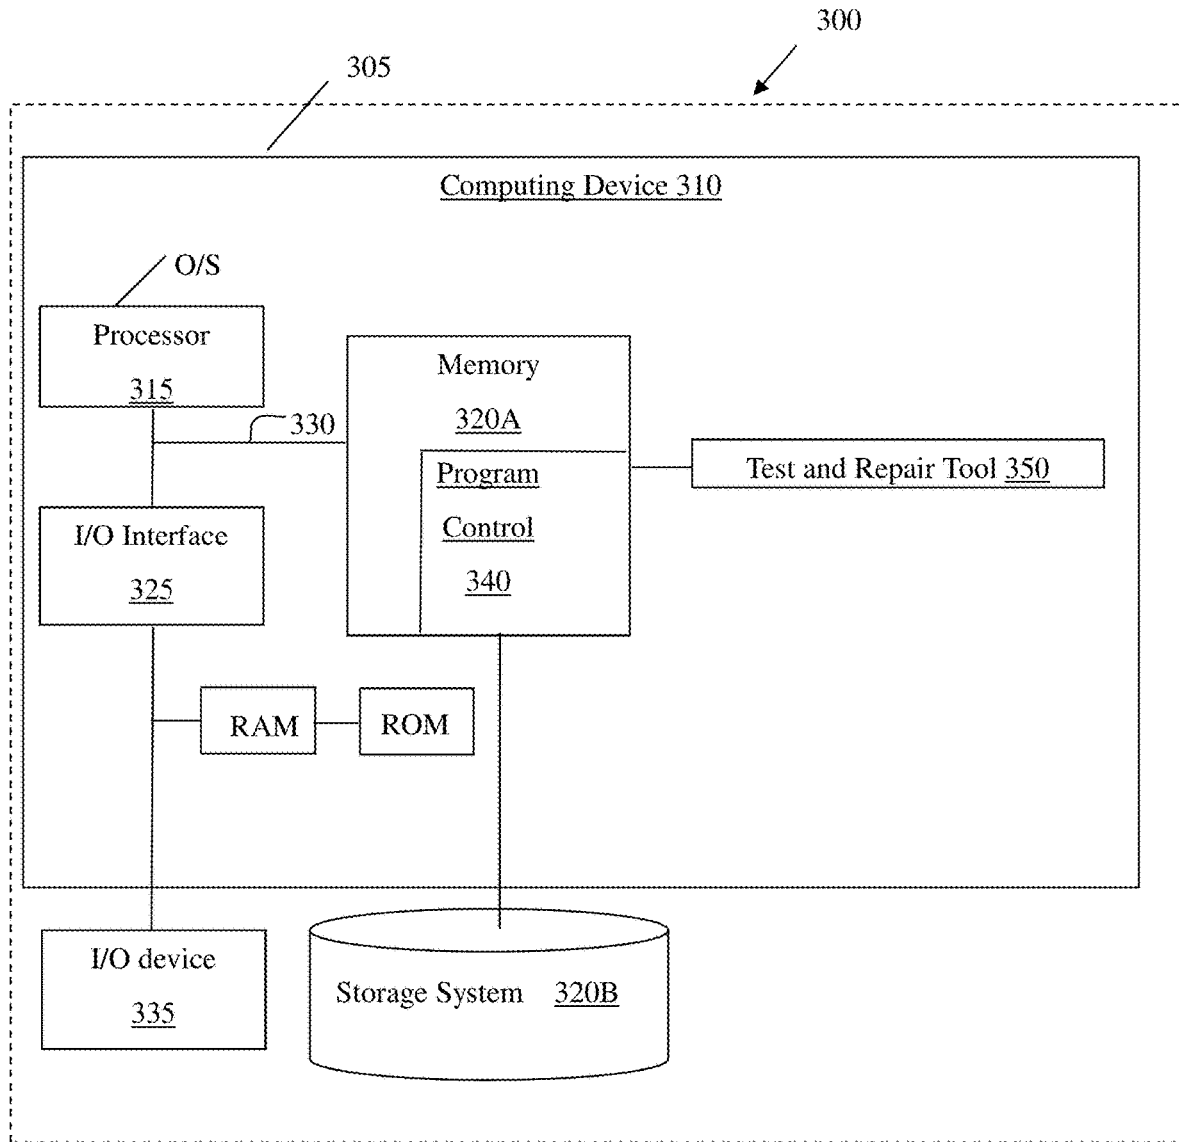 300
305
Computing Device 310
O/S
Processor
315
Memory
320A
330
Program
Control
340
Test and Repair Tool 350
I/O Interface
325
RAM
ROM
I/O device
335
Storage System 320B